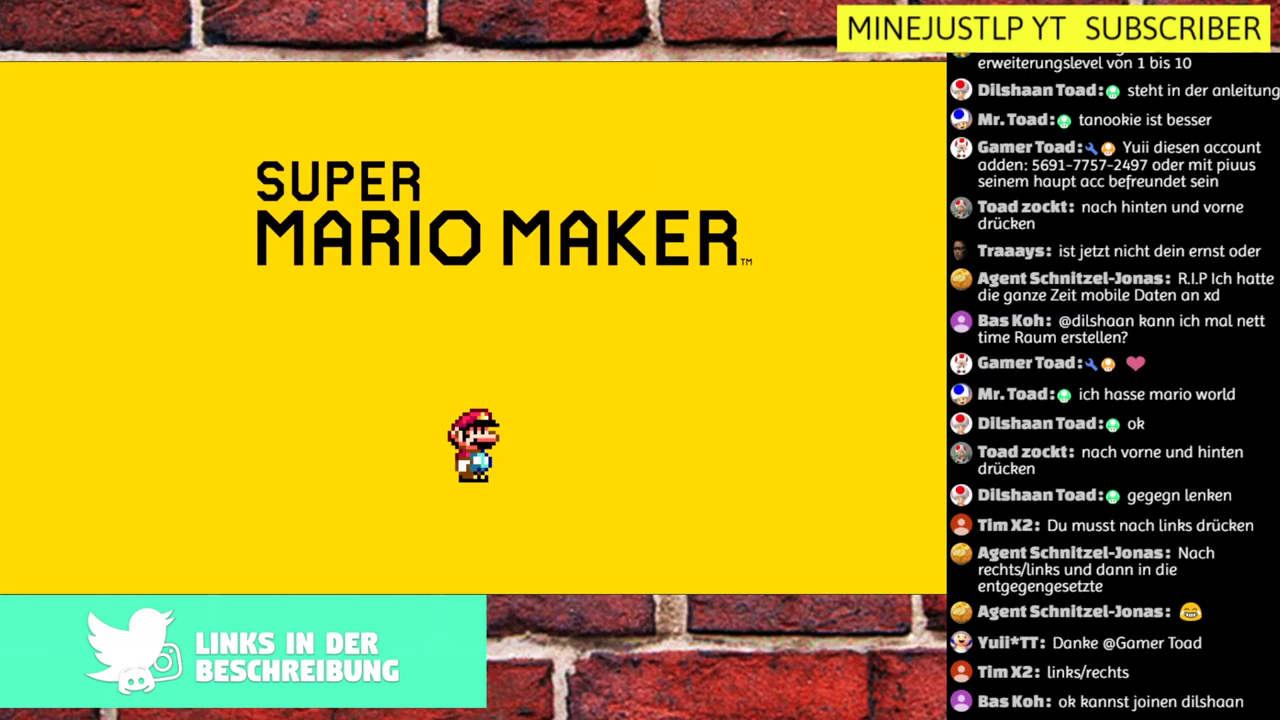 MINEJUSTLP YT SUBSCRIBER
SUPER
MARIO MAKER
TM
LINKS IN DER
BESCHREIBUNG
erweiterungslevel von 1 bis 10
Dilshaan Toad: steht in der anleitung
Mr. Toad: tanookie ist besser
Gamer Toad: Yuii diesen account
adden: 5691-7757-2497 oder mit piuus
seinem haupt acc befreundet sein
Toad zockt: nach hinten und vorne
drücken
Traaays: ist jetzt nicht dein ernst oder
Agent Schnitzel-Jonas: R.I.P Ich hatte
die ganze Zeit mobile Daten an xd
Bas Koh: @dilshaan kann ich mal nett
time Raum erstellen?
Gamer Toad:
Mr. Toad: ich hasse mario world
Dilshaan Toad: ok
Toad zockt: nach vorne und hinten
drücken
Dilshaan Toad: gegegn lenken
Tim X2: Du musst nach links drücken
Agent Schnitzel-Jonas: Nach
rechts/links und dann in die
entgegengesetzte
Agent Schnitzel-Jonas: 😂
Yuii*TT: Danke @Gamer Toad
Tim X2: links/rechts
Bas Koh: ok kannst joinen dilshaan